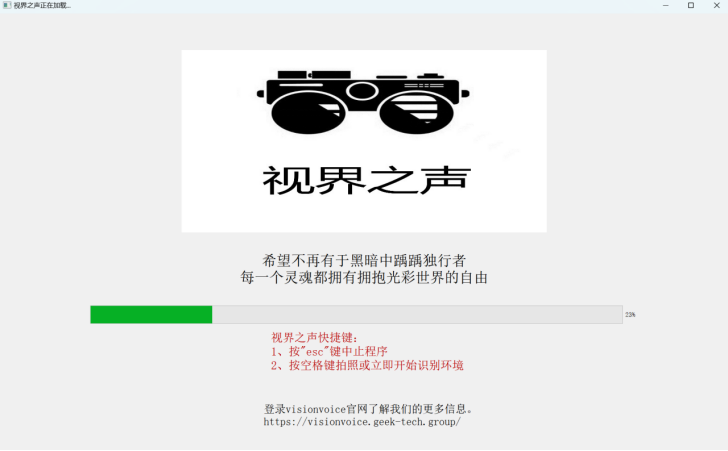 视界之声正在加载...
视界之声
希望不再有于黑暗中踽踽独行者
每一个灵魂都拥有拥抱光彩世界的自由
23%
视界之声快捷键:
1、按"esc"键中止程序
2、按空格键拍照或立即开始识别环境
登录visionvoice官网了解我们的更多信息。
https://visionvoice.geek-tech.group/